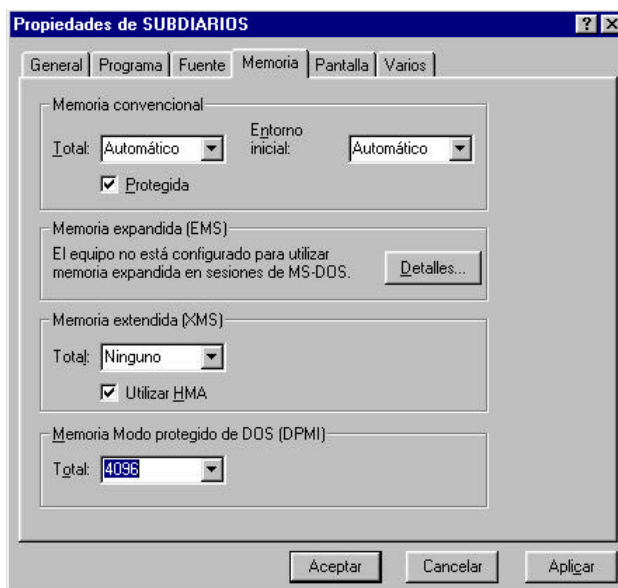 Propiedades de SUBDIARIOS
General Programa Fuente Memoria Pantalla Varios
Memoria convencional
Total: Automático Entorno inicial: Automático
Protegida
Memoria expandida (EMS)
El equipo no está configurado para utilizar
memoria expandida en sesiones de MS-DOS.
Detalles...
Memoria extendida (XMS)
Total: Ninguno
Utilizar HMA
Memoria Modo protegido de DOS (DPMI)
Total: 4096
Aceptar Cancelar Aplicar